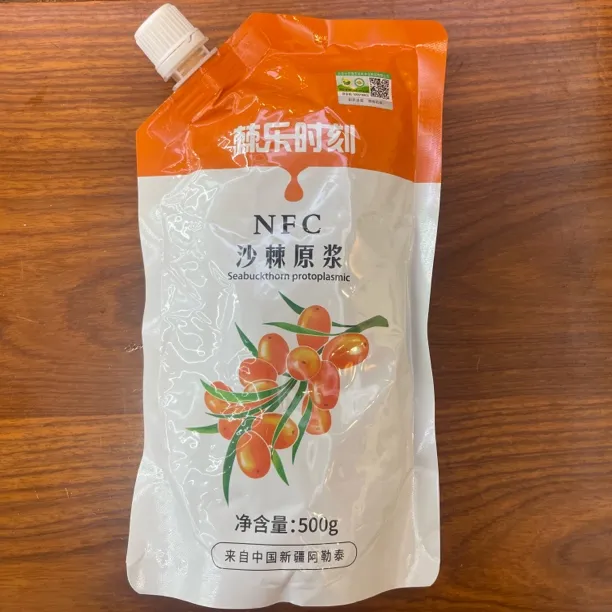 棘乐时刻
NFC
沙棘原浆
Seabuckthorn protoplasmic
净含量:500g
来自中国新疆阿勒泰